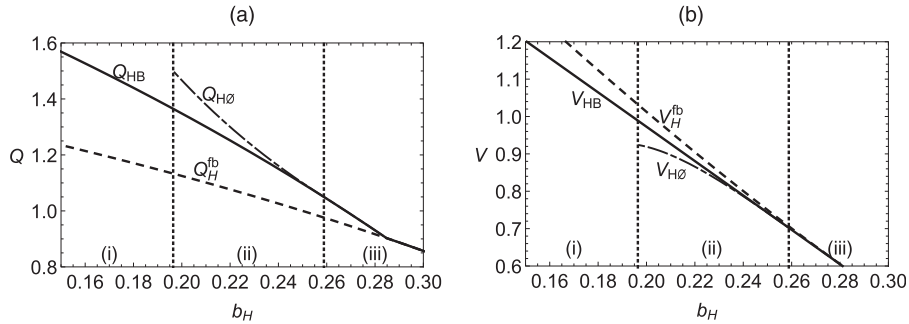 (a)
1.6
1.4
1.2
1.0
0.8
Q
Q_HB
Q_HØ
Q_H^fb
(i) (ii) (iii)
0.16 0.18 0.20 0.22 0.24 0.26 0.28 0.30
b_H
(b)
1.2
1.1
1.0
0.9
0.8
0.7
0.6
V
V_HB
V_H^fb
V_HØ
(i) (ii) (iii)
0.16 0.18 0.20 0.22 0.24 0.26 0.28 0.30
b_H